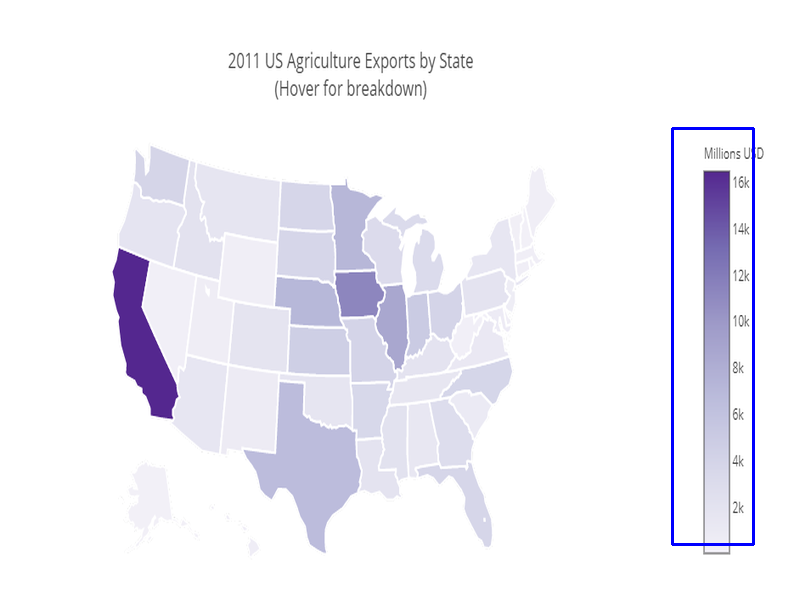 2011 US Agriculture Exports by State
(Hover for breakdown)
Millions USD
16k
14k
12k
10k
8k
6k
4k
2k